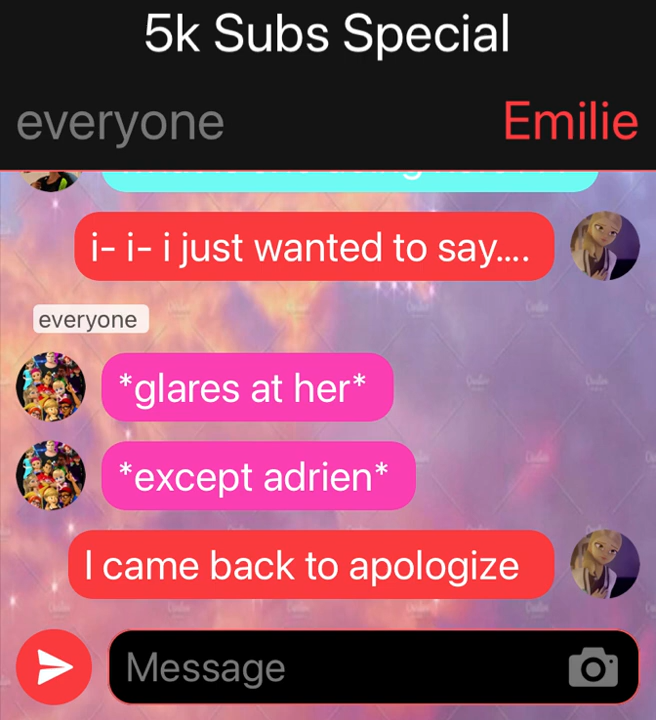 5k Subs Special
everyone
Emilie
i- i- i just wanted to say....
everyone
*glares at her*
*except adrien*
I came back to apologize
Message